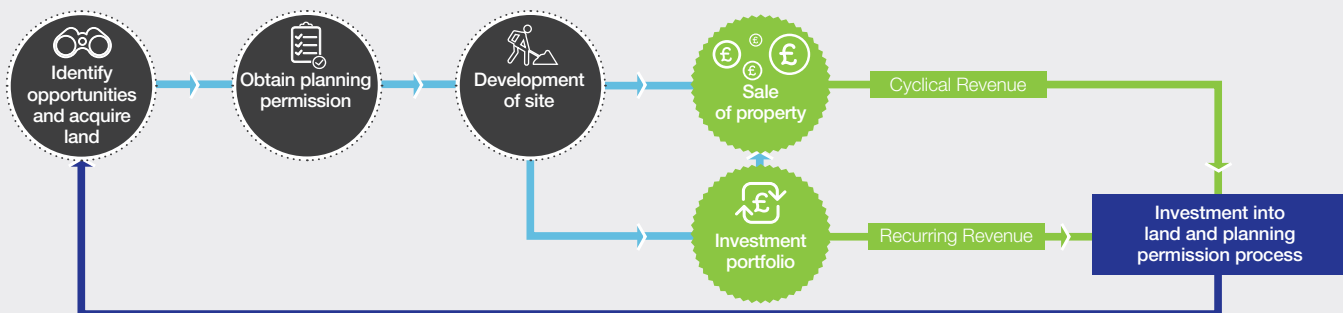 Identify
opportunities
and acquire
land
Obtain planning
permission
Development
of site
£
£
£
£
Sale
of property
Cyclical Revenue
£
Investment
portfolio
Recurring Revenue
Investment into
land and planning
permission process